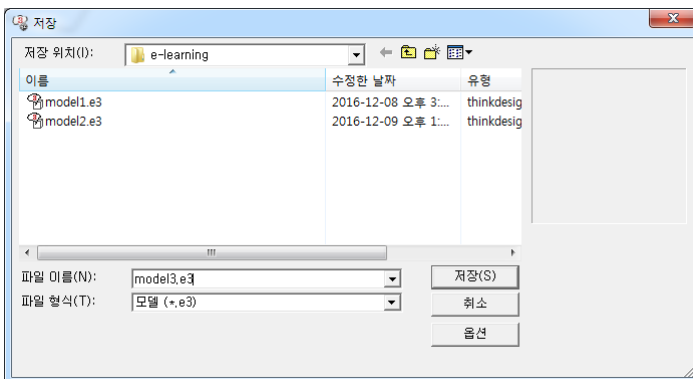 저장
저장 위치(I): e-learning
이름 수정한 날짜 유형
model1.e3 2016-12-08 오후 3:... thinkdesig
model2.e3 2016-12-09 오후 1:... thinkdesig
파일 이름(N): model3.e3 저장(S)
파일 형식(T): 모델 (*.e3) 취소
옵션